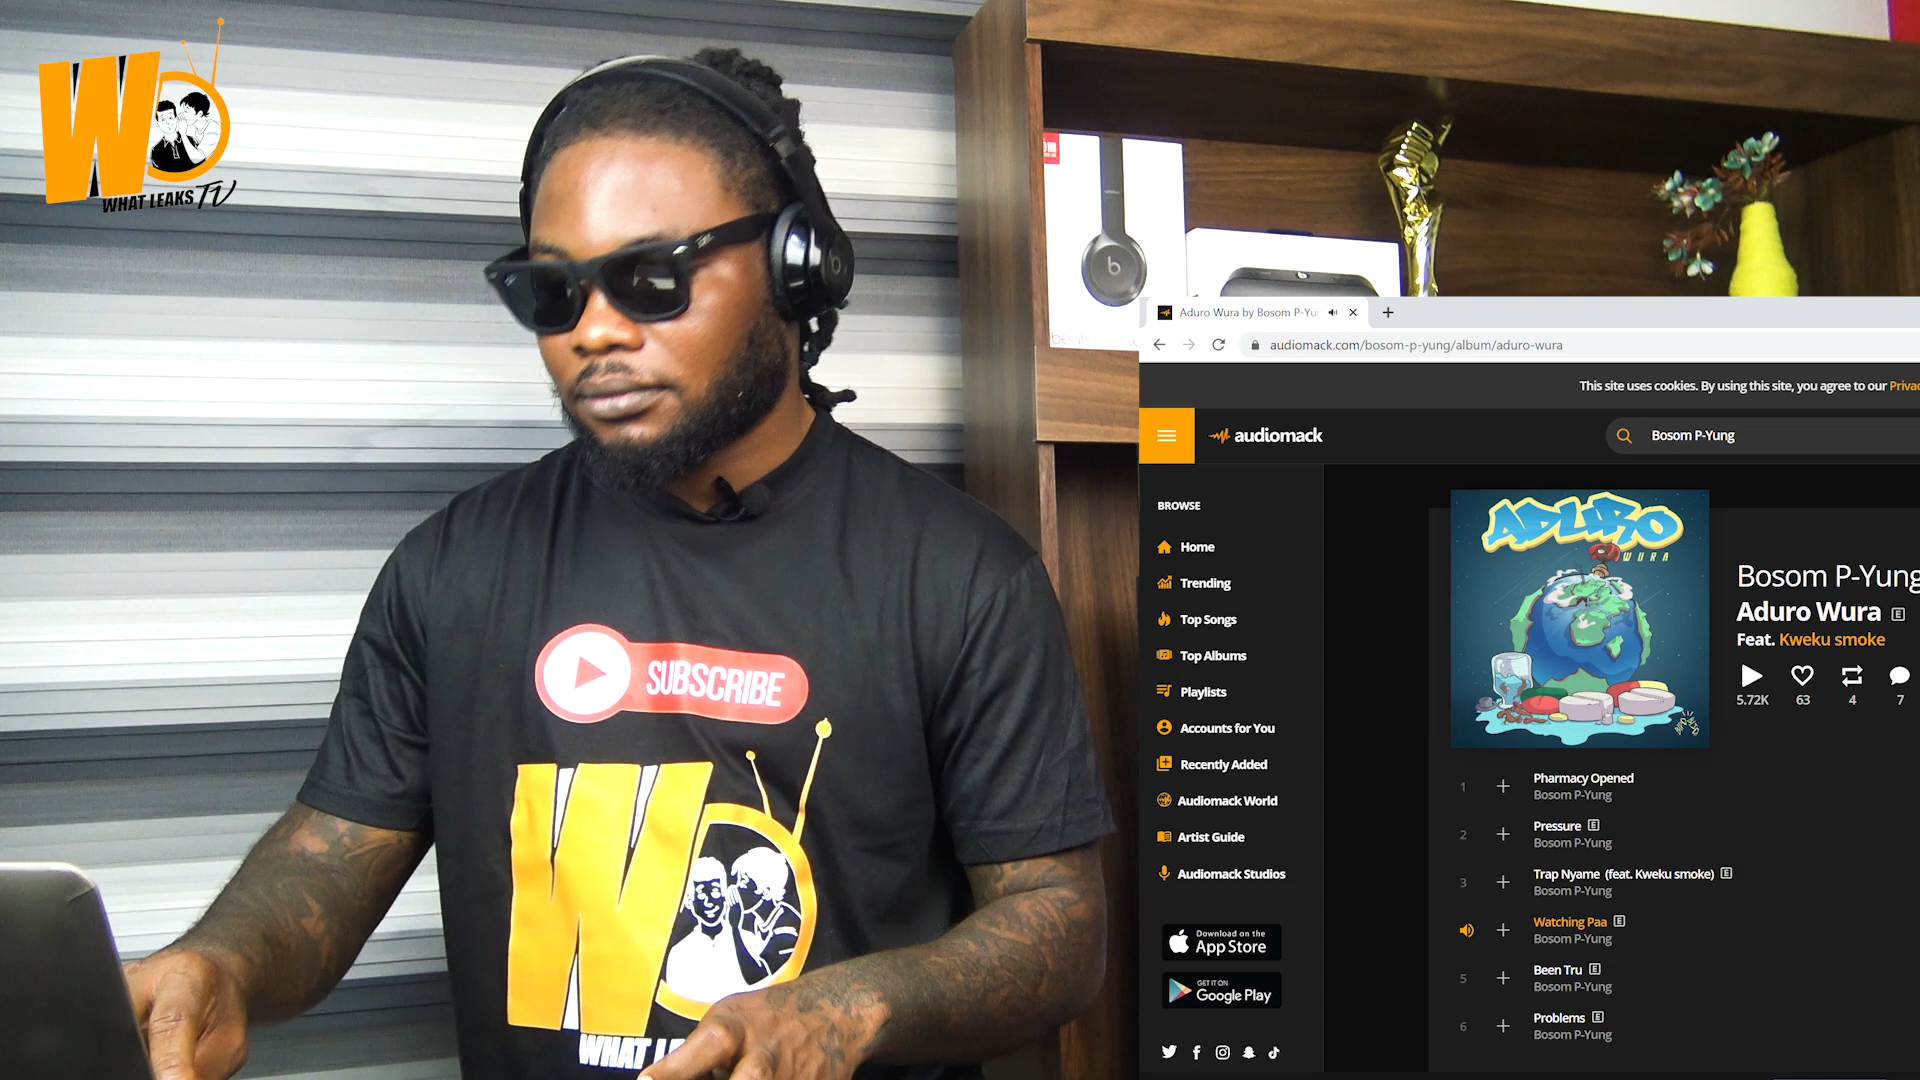 W
WHAT LEAKS TV
b
b
SUBSCRIBE
W
WHAT
Aduro Wura by Bosom P-Yu
audiomack.com/bosom-p-yung/album/aduro-wura
This site uses cookies. By using this site, you agree to our Privac
audiomack
Bosom P-Yung
BROWSE
Home
Trending
Top Songs
Top Albums
Playlists
Accounts for You
Recently Added
Audiomack World
Artist Guide
Audiomack Studios
Download on the
App Store
GET IT ON
Google Play
ADURO
WURA
Bosom P-Yung
Aduro Wura E
Feat. Kweku smoke
5.72K 63 4 7
1 Pharmacy Opened
Bosom P-Yung
2 Pressure E
Bosom P-Yung
3 Trap Nyame (feat. Kweku smoke) E
Bosom P-Yung
Watching Paa E
Bosom P-Yung
5 Been Tru E
Bosom P-Yung
6 Problems E
Bosom P-Yung